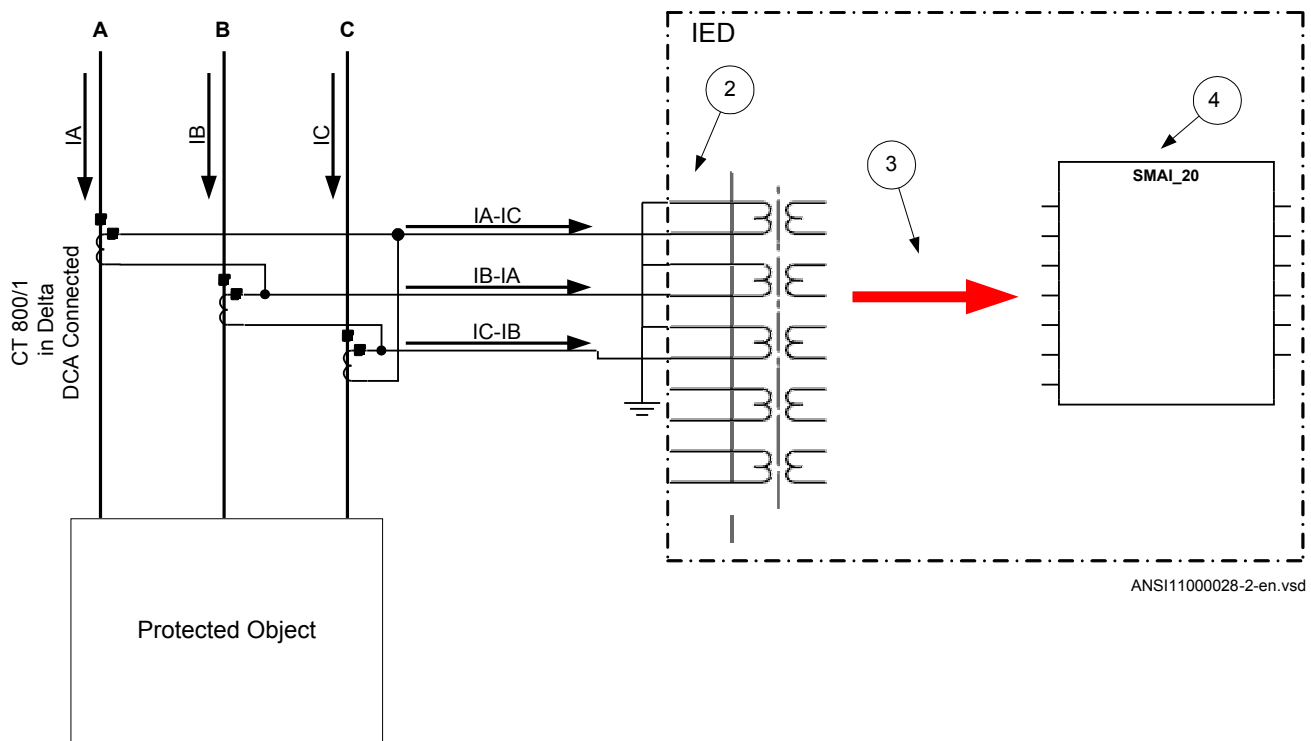 A
B
C
IED
2
4
IA
IB
IC
3
SMAI_20
CT 800/1
in Delta
DCA Connected
IA-IC
IB-IA
IC-IB
ANSI11000028-2-en.vsd
Protected Object